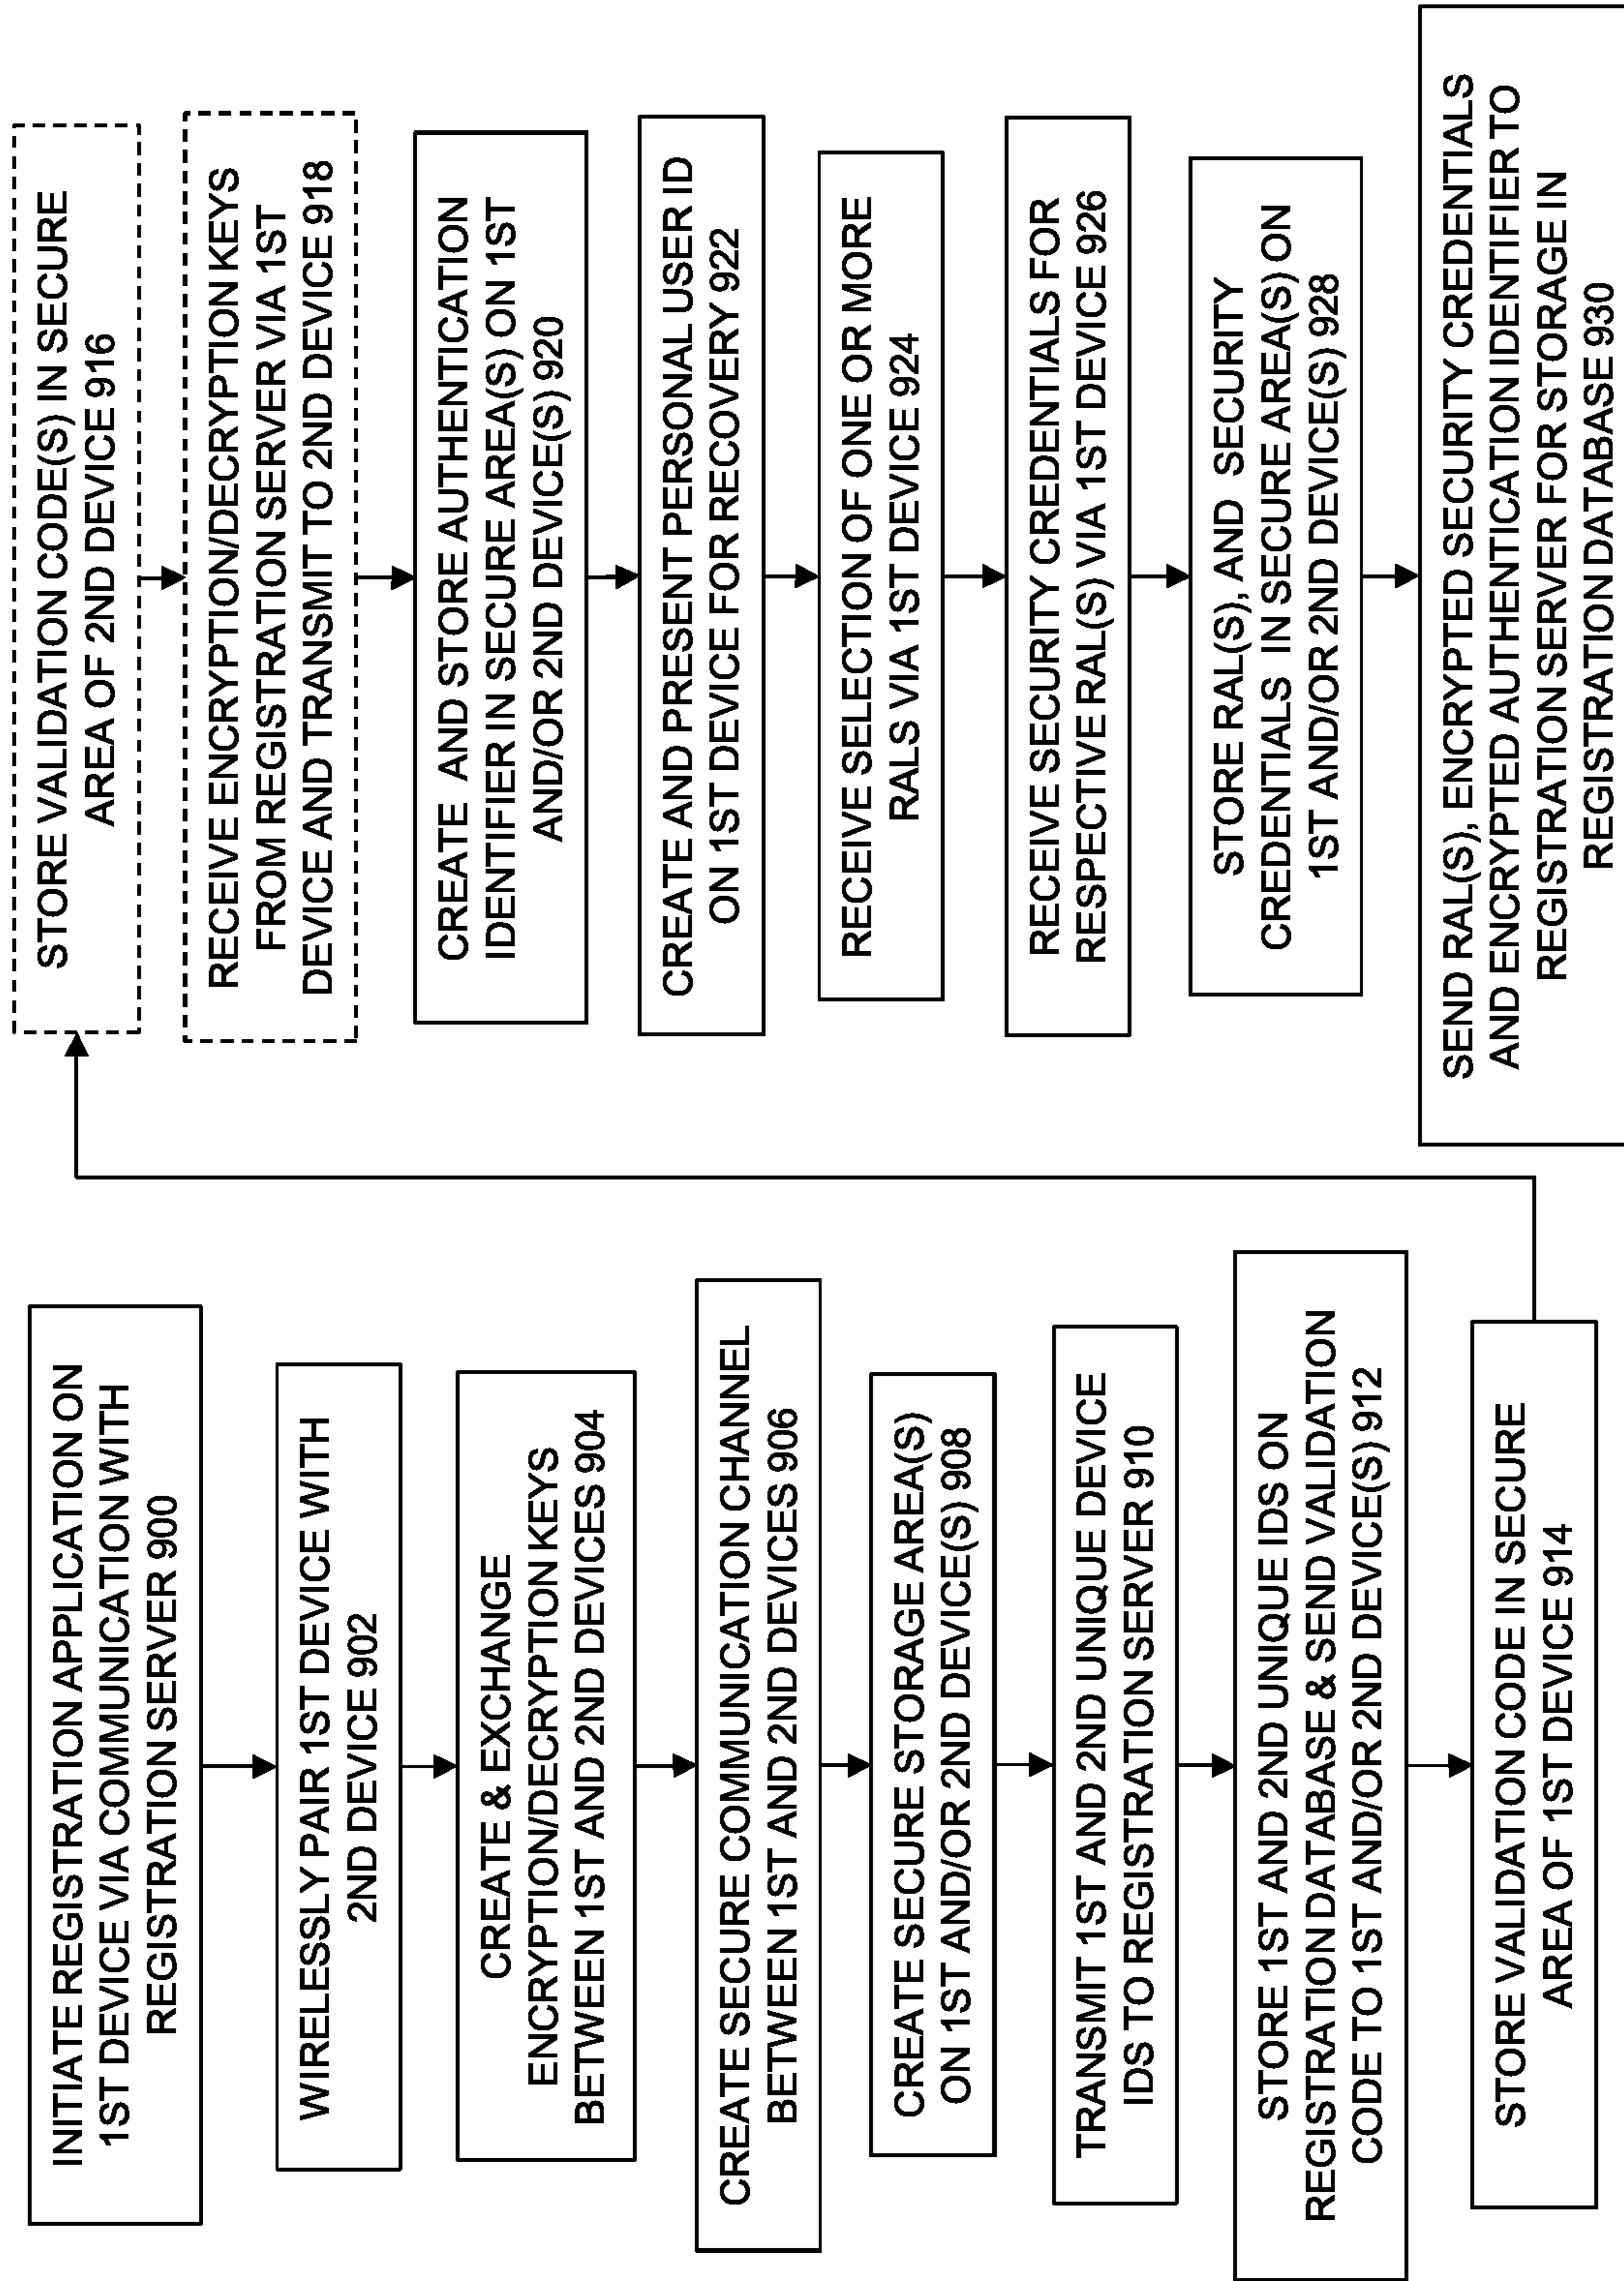 INITIATE REGISTRATION APPLICATION ON
1ST DEVICE VIA COMMUNICATION WITH
REGISTRATION SERVER 900
WIRELESSLY PAIR 1ST DEVICE WITH
2ND DEVICE 902
CREATE & EXCHANGE
ENCRYPTION/DECRYPTION KEYS
BETWEEN 1ST AND 2ND DEVICES 904
CREATE SECURE COMMUNICATION CHANNEL
BETWEEN 1ST AND 2ND DEVICES 906
CREATE SECURE STORAGE AREA(S)
ON 1ST AND/OR 2ND DEVICE(S) 908
TRANSMIT 1ST AND 2ND UNIQUE DEVICE
IDS TO REGISTRATION SERVER 910
STORE 1ST AND 2ND UNIQUE IDS ON
REGISTRATION DATABASE & SEND VALIDATION
CODE TO 1ST AND/OR 2ND DEVICE(S) 912
STORE VALIDATION CODE IN SECURE
AREA OF 1ST DEVICE 914
STORE VALIDATION CODE(S) IN SECURE
AREA OF 2ND DEVICE 916
RECEIVE ENCRYPTION/DECRYPTION KEYS
FROM REGISTRATION SERVER VIA 1ST
DEVICE AND TRANSMIT TO 2ND DEVICE 918
CREATE AND STORE AUTHENTICATION
IDENTIFIER IN SECURE AREA(S) ON 1ST
AND/OR 2ND DEVICE(S) 920
CREATE AND PRESENT PERSONAL USER ID
ON 1ST DEVICE FOR RECOVERY 922
RECEIVE SELECTION OF ONE OR MORE
RALS VIA 1ST DEVICE 924
RECEIVE SECURITY CREDENTIALS FOR
RESPECTIVE RAL(S) VIA 1ST DEVICE 926
STORE RAL(S), AND SECURITY
CREDENTIALS IN SECURE AREA(S) ON
1ST AND/OR 2ND DEVICE(S) 928
SEND RAL(S), ENCRYPTED SECURITY CREDENTIALS
AND ENCRYPTED AUTHENTICATION IDENTIFIER TO
REGISTRATION SERVER FOR STORAGE IN
REGISTRATION DATABASE 930